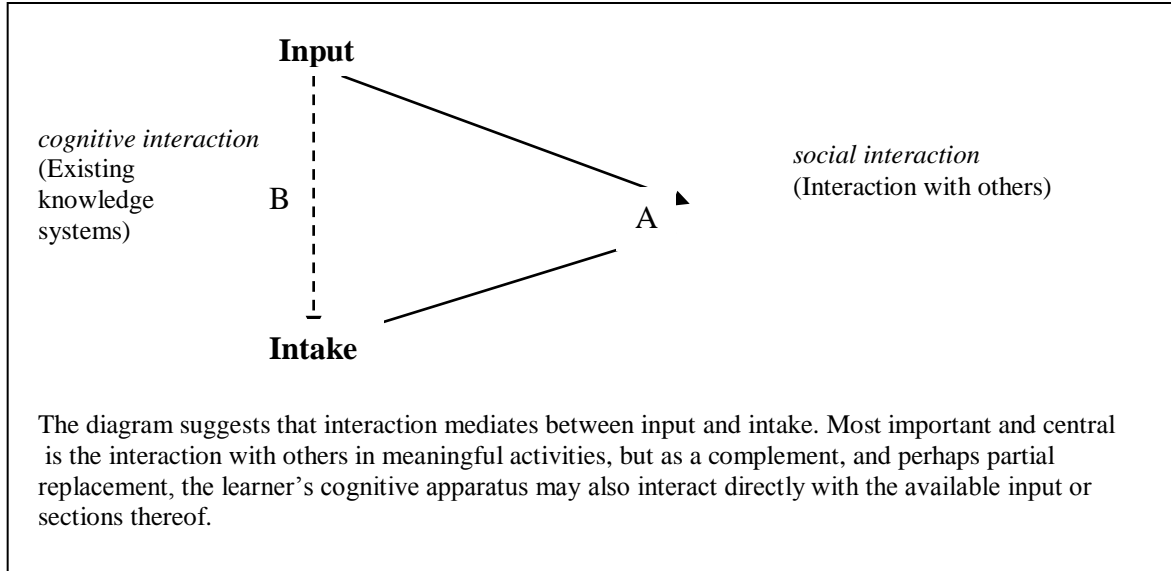 Input
cognitive interaction
(Existing
knowledge
systems)
B
social interaction
(Interaction with others)
A
Intake
The diagram suggests that interaction mediates between input and intake. Most important and central
is the interaction with others in meaningful activities, but as a complement, and perhaps partial
replacement, the learner’s cognitive apparatus may also interact directly with the available input or
sections thereof.